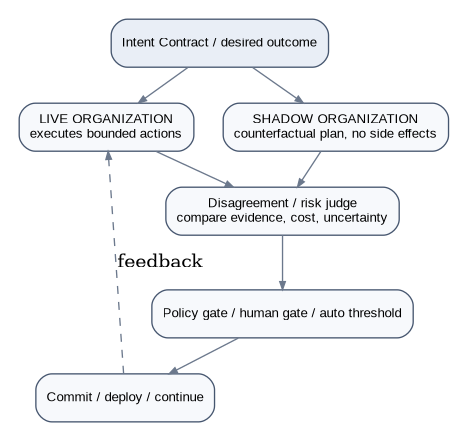 Intent Contract / desired outcome
LIVE ORGANIZATION
executes bounded actions
SHADOW ORGANIZATION
counterfactual plan, no side effects
Disagreement / risk judge
compare evidence, cost, uncertainty
feedback
Policy gate / human gate / auto threshold
Commit / deploy / continue